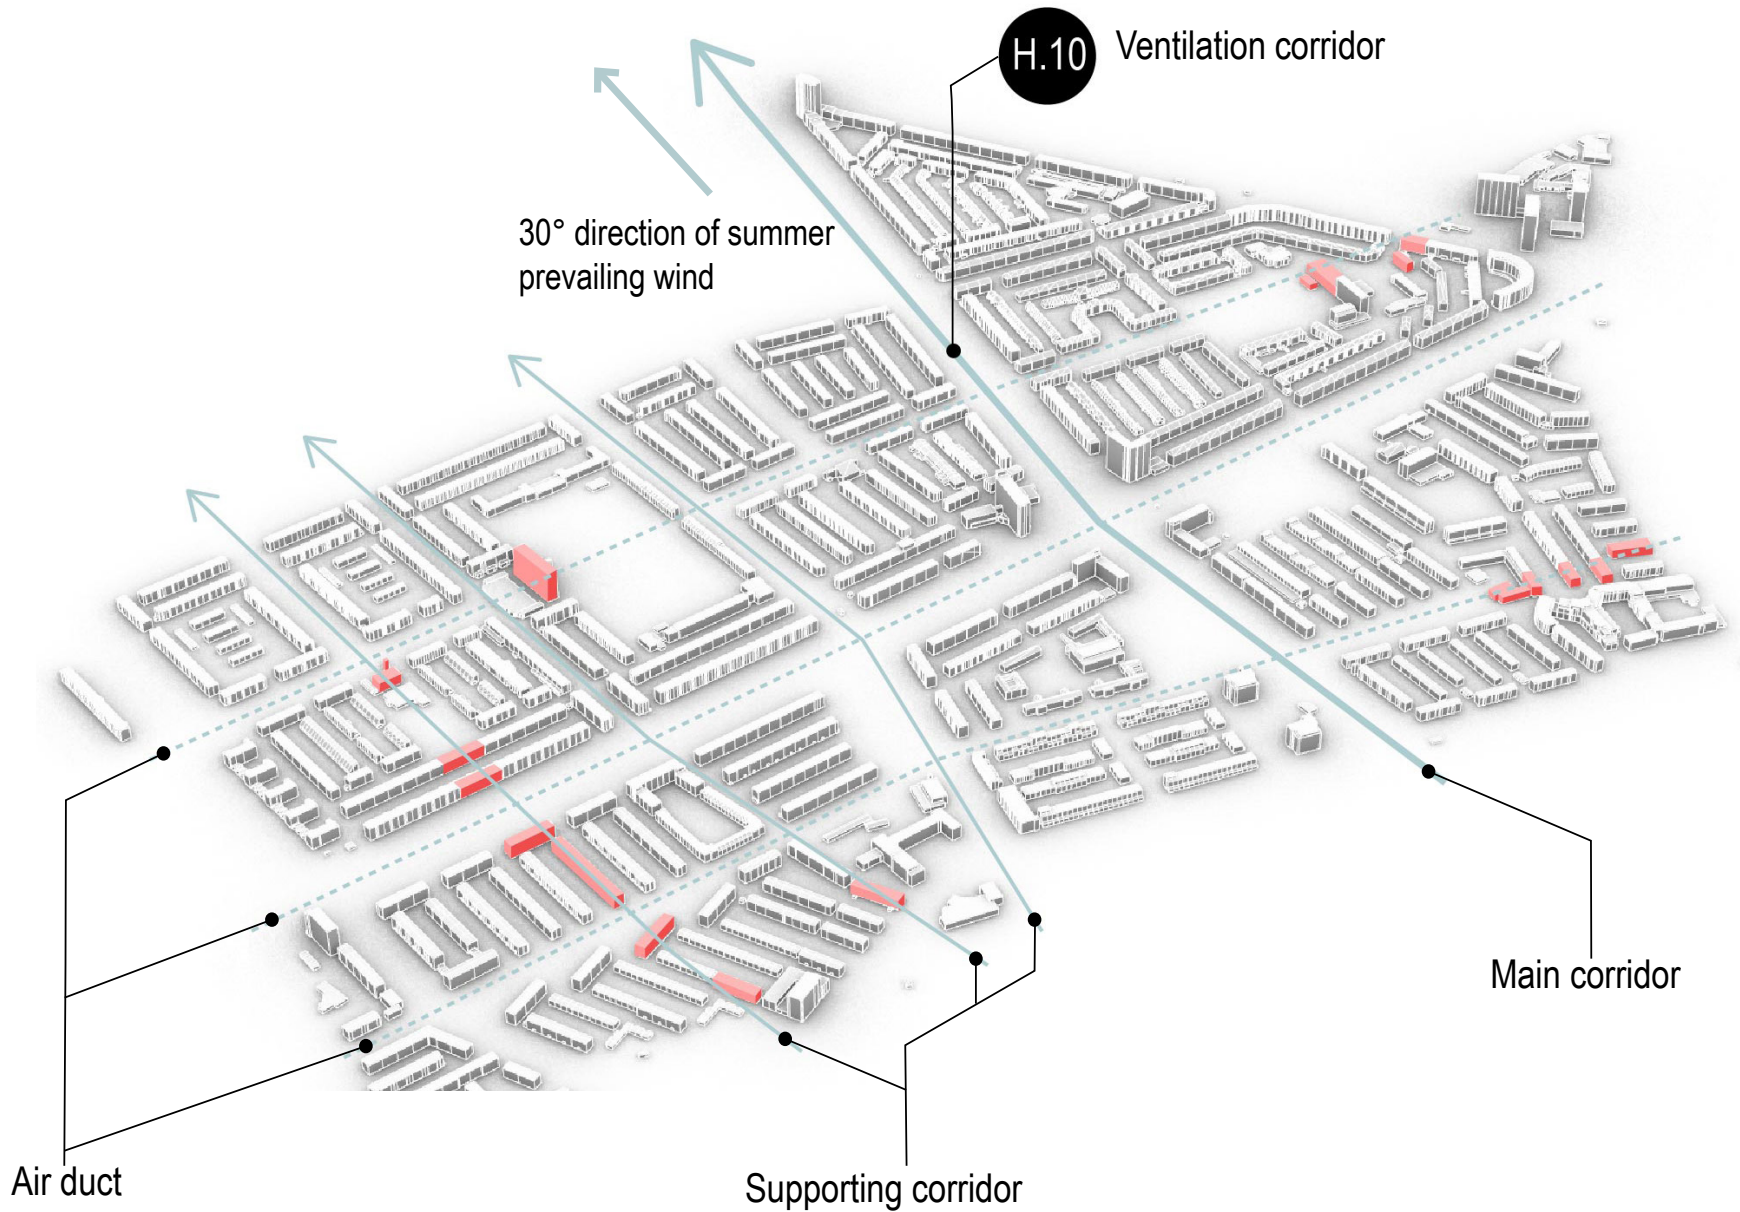 H.10
Ventilation corridor
30° direction of summer
prevailing wind
Main corridor
Air duct
Supporting corridor